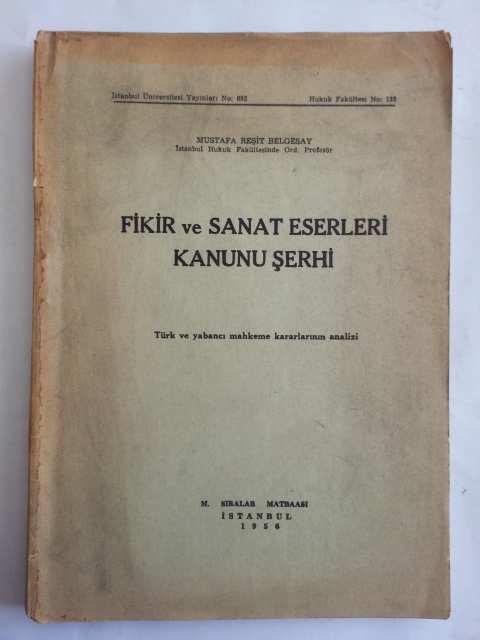 İstanbul Üniversitesi Yayınları No: 653 Hukuk Fakültesi No: 139
MUSTAFA REŞİT BELGESAY
İstanbul Hukuk Fakültesinde Ord. Profesör
FİKİR ve SANAT ESERLERİ
KANUNU ŞERHİ
Türk ve yabancı mahkeme kararlarının analizi
M. SIRALAR MATBAASI
İSTANBUL
1956